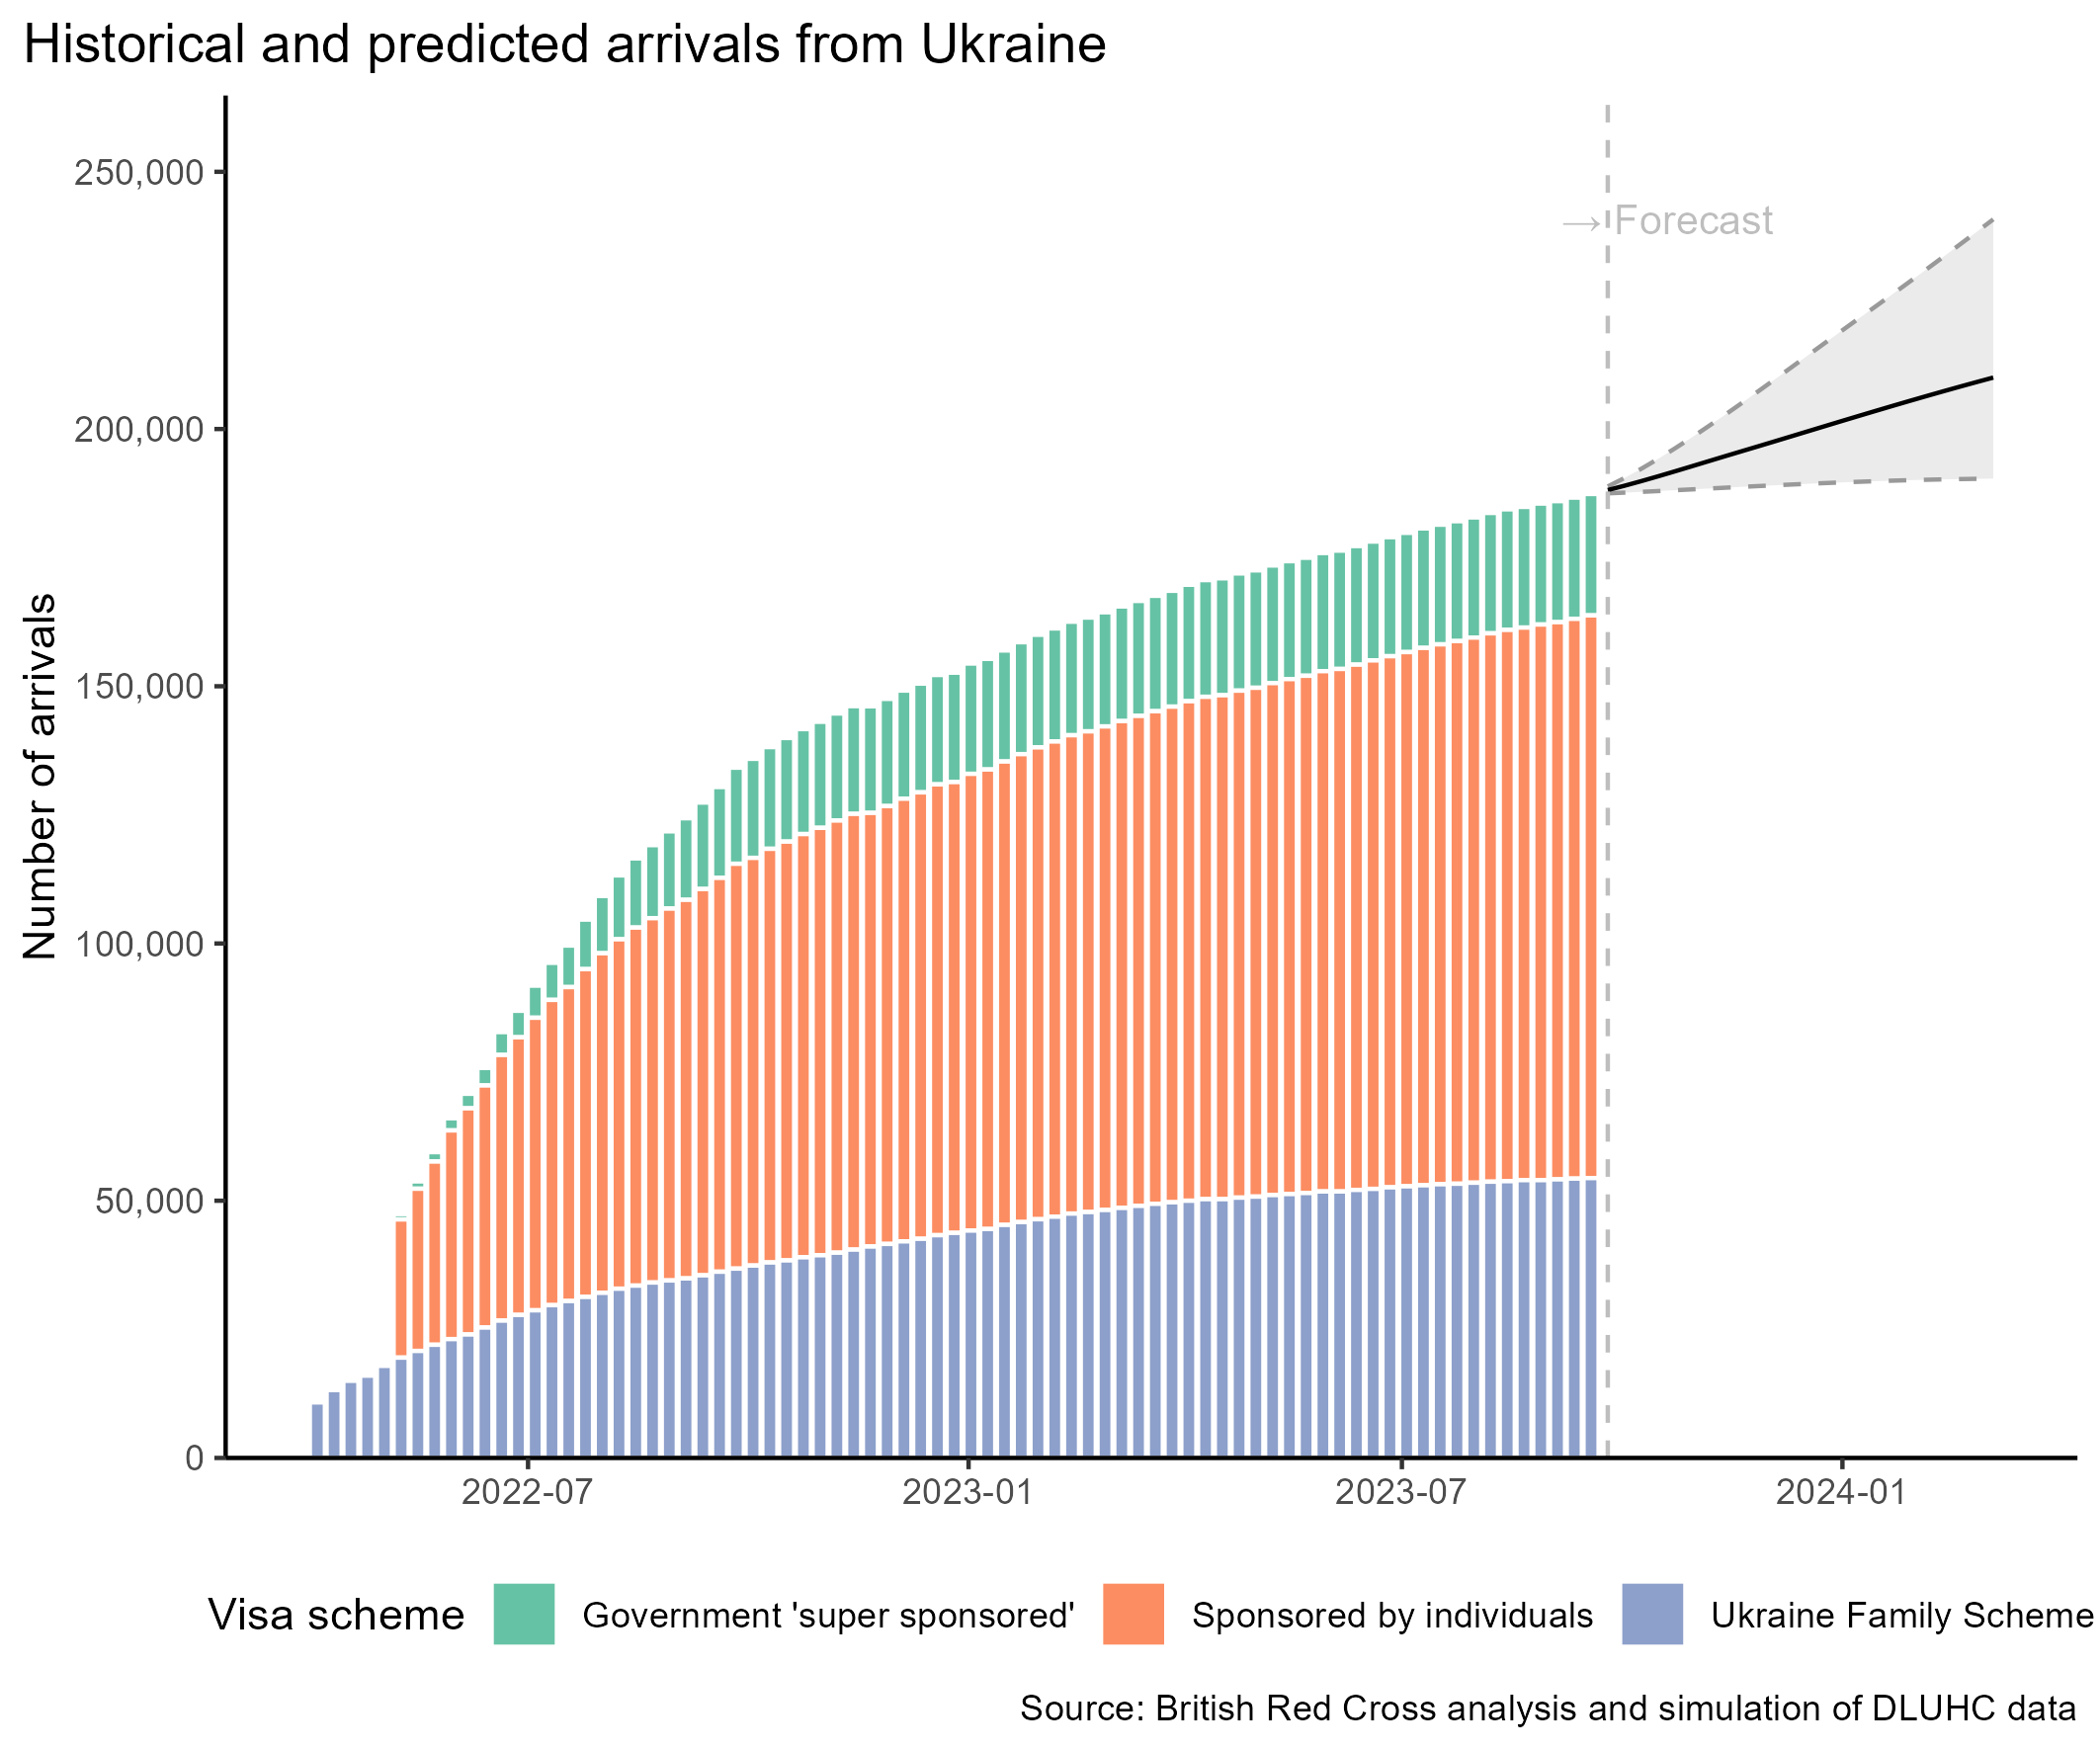 Historical and predicted arrivals from Ukraine
Number of arrivals
250,000
200,000
150,000
100,000
50,000
0
→Forecast
2022-07
2023-01
2023-07
2024-01
Visa scheme
Government 'super sponsored'
Sponsored by individuals
Ukraine Family Scheme
Source: British Red Cross analysis and simulation of DLUHC data